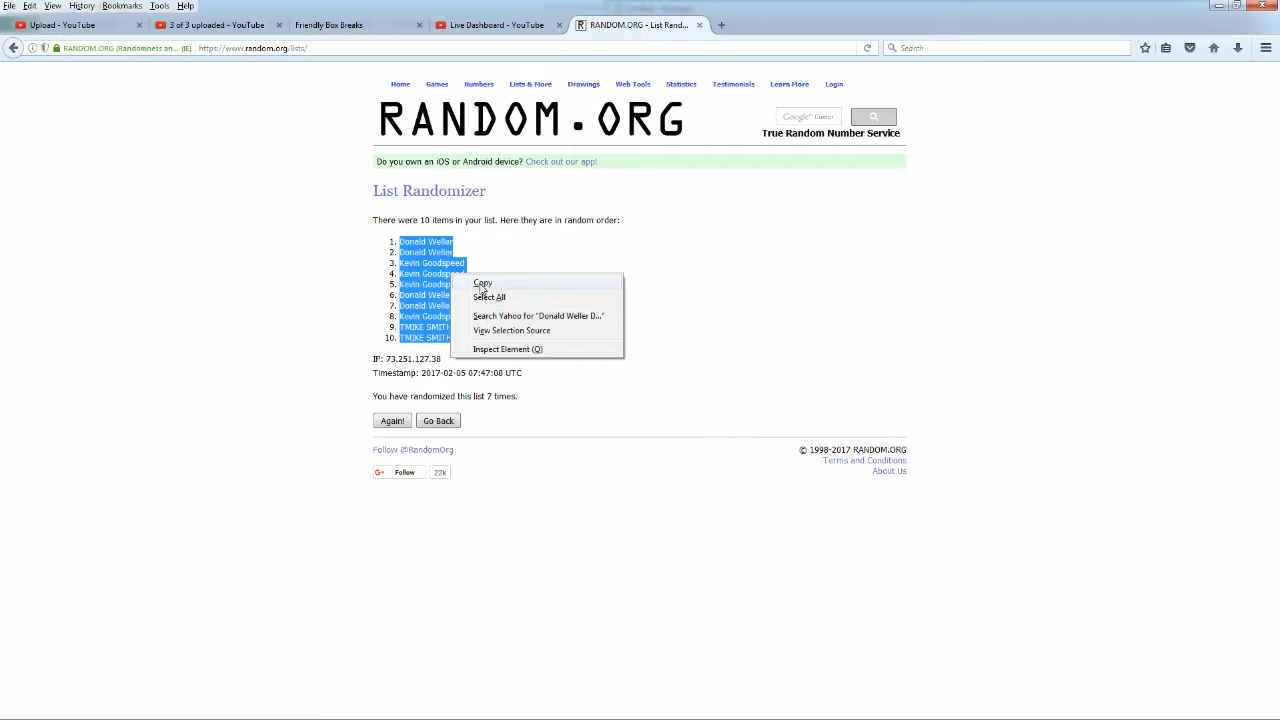 File Edit View History Bookmarks Tools Help
Upload - YouTube 3 of 3 uploaded - YouTube Friendly Box Breaks Live Dashboard - YouTube RANDOM.ORG - List Rand...
RANDOM.ORG (Randomness an... (IE) https://www.random.org/lists/ Search
Home Games Numbers Lists & More Drawings Web Tools Statistics Testimonials Learn More Login
RANDOM.ORG
Google™ Custor
True Random Number Service
Do you own an iOS or Android device? Check out our app!
List Randomizer
There were 10 items in your list. Here they are in random order:
1. Donald Weller
2. Donald Weller
3. Kevin Goodspeed
4. Kevin Goodspeed
5. Kevin Goodsp
6. Donald Welle
7. Donald Welle
8. Kevin Goodsp
9. TMIKE SMITH
10. TMIKE SMITH
Copy
Select All
Search Yahoo for "Donald Weller D..."
View Selection Source
Inspect Element (Q)
IP: 73.251.127.38
Timestamp: 2017-02-05 07:47:08 UTC
You have randomized this list 7 times.
Again! Go Back
Follow @RandomOrg
G+ Follow 22k
© 1998-2017 RANDOM.ORG
Terms and Conditions
About Us